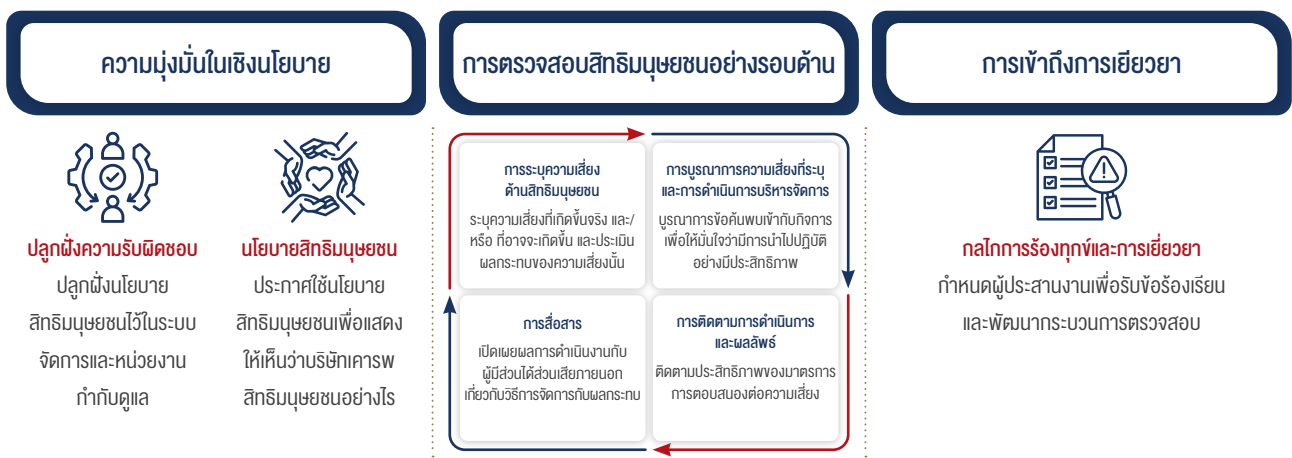 ความมุ่งมั่นในเชิงนโยบาย
ปลูกฝังความรับผิดชอบ
ปลูกฝังนโยบาย
สิทธิมนุษยชนไว้ในระบบ
จัดการและหน่วยงาน
กำกับดูแล
นโยบายสิทธิมนุษยชน
ประกาศใช้นโยบาย
สิทธิมนุษยชนเพื่อแสดง
ให้เห็นว่าบริษัทเคารพ
สิทธิมนุษยชนอย่างไร
การตรวจสอบสิทธิมนุษยชนอย่างรอบด้าน
การระบุความเสี่ยง
ด้านสิทธิมนุษยชน
ระบุความเสี่ยงที่เกิดขึ้นจริง และ/
หรือ ที่อาจจะเกิดขึ้น และประเมิน
ผลกระทบของความเสี่ยงนั้น
การบูรณาการความเสี่ยงที่ระบุ
และการดำเนินการบริหารจัดการ
บูรณาการข้อค้นพบเข้ากับกิจการ
เพื่อให้มั่นใจว่ามีการนำไปปฏิบัติ
อย่างมีประสิทธิภาพ
การสื่อสาร
เปิดเผยผลการดำเนินงานกับ
ผู้มีส่วนได้ส่วนเสียภายนอก
เกี่ยวกับวิธีการจัดการกับผลกระทบ
การติดตามการดำเนินการ
และผลลัพธ์
ติดตามประสิทธิภาพของมาตรการ
การตอบสนองต่อความเสี่ยง
การเข้าถึงการเยียวยา
กลไกการร้องทุกข์และการเยี่ยวยา
กำหนดผู้ประสานงานเพื่อรับข้อร้องเรียน
และพัฒนากระบวนการตรวจสอบ